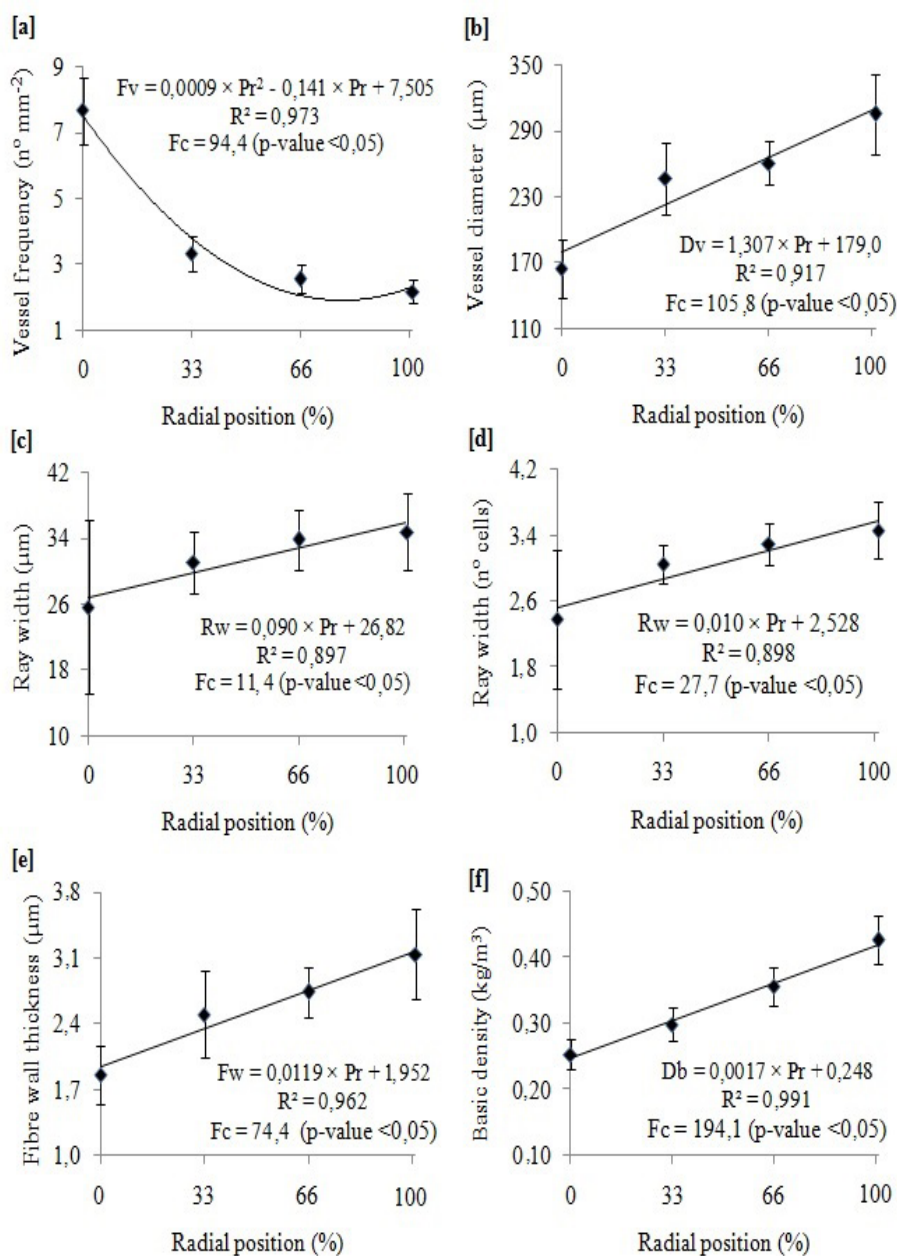 [a]
Vessel frequency (nº mm⁻²)
9
7
5
3
1
Fv = 0,0009 × Pr² - 0,141 × Pr + 7,505
R² = 0,973
Fc = 94,4 (p-value <0,05)
0 33 66 100
Radial position (%)
[b]
Vessel diameter (µm)
350
290
230
170
110
Dv = 1,307 × Pr + 179,0
R² = 0,917
Fc = 105,8 (p-value <0,05)
0 33 66 100
Radial position (%)
[c]
Ray width (µm)
42
34
26
18
10
Rw = 0,090 × Pr + 26,82
R² = 0,897
Fc = 11,4 (p-value <0,05)
0 33 66 100
Radial position (%)
[d]
Ray width (nº cells)
4,2
3,4
2,6
1,8
1,0
Rw = 0,010 × Pr + 2,528
R² = 0,898
Fc = 27,7 (p-value <0,05)
0 33 66 100
Radial position (%)
[e]
Fibre wall thickness (µm)
3,8
3,1
2,4
1,7
1,0
Fw = 0,0119 × Pr + 1,952
R² = 0,962
Fc = 74,4 (p-value <0,05)
0 33 66 100
Radial position (%)
[f]
Basic density (kg/m³)
0,50
0,40
0,30
0,20
0,10
Db = 0,0017 × Pr + 0,248
R² = 0,991
Fc = 194,1 (p-value <0,05)
0 33 66 100
Radial position (%)